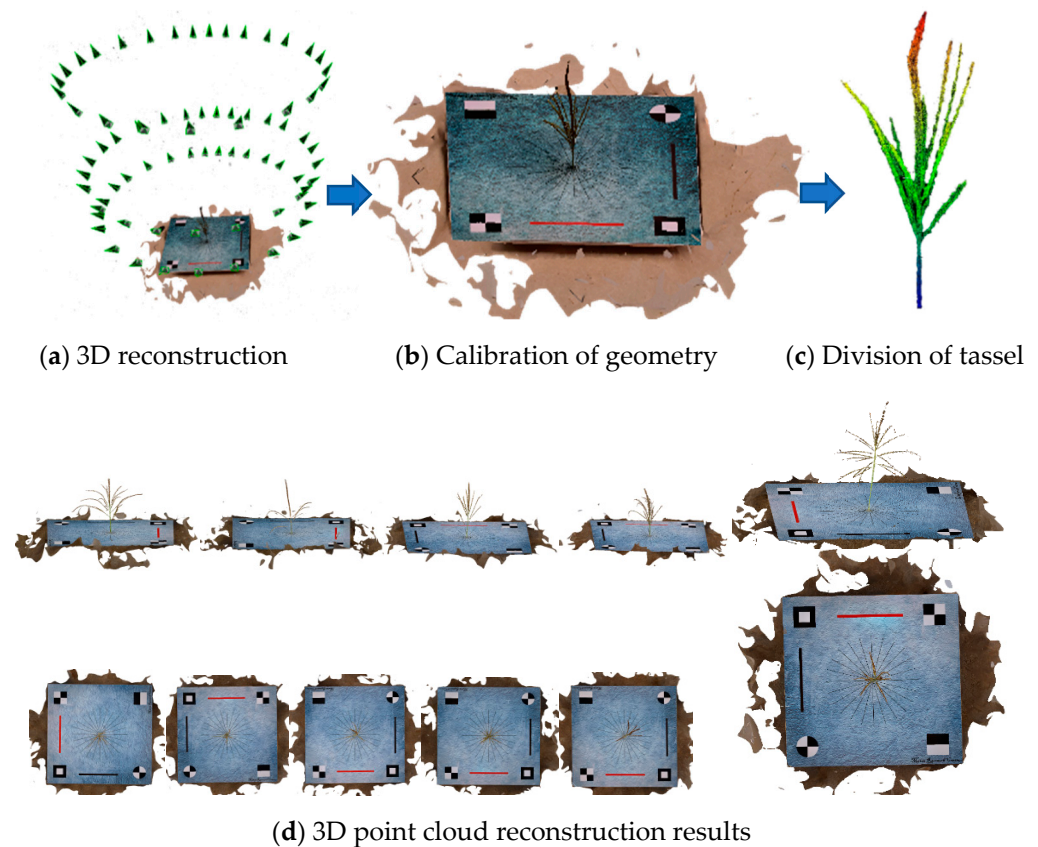 (a) 3D reconstruction
(b) Calibration of geometry
(c) Division of tassel
(d) 3D point cloud reconstruction results